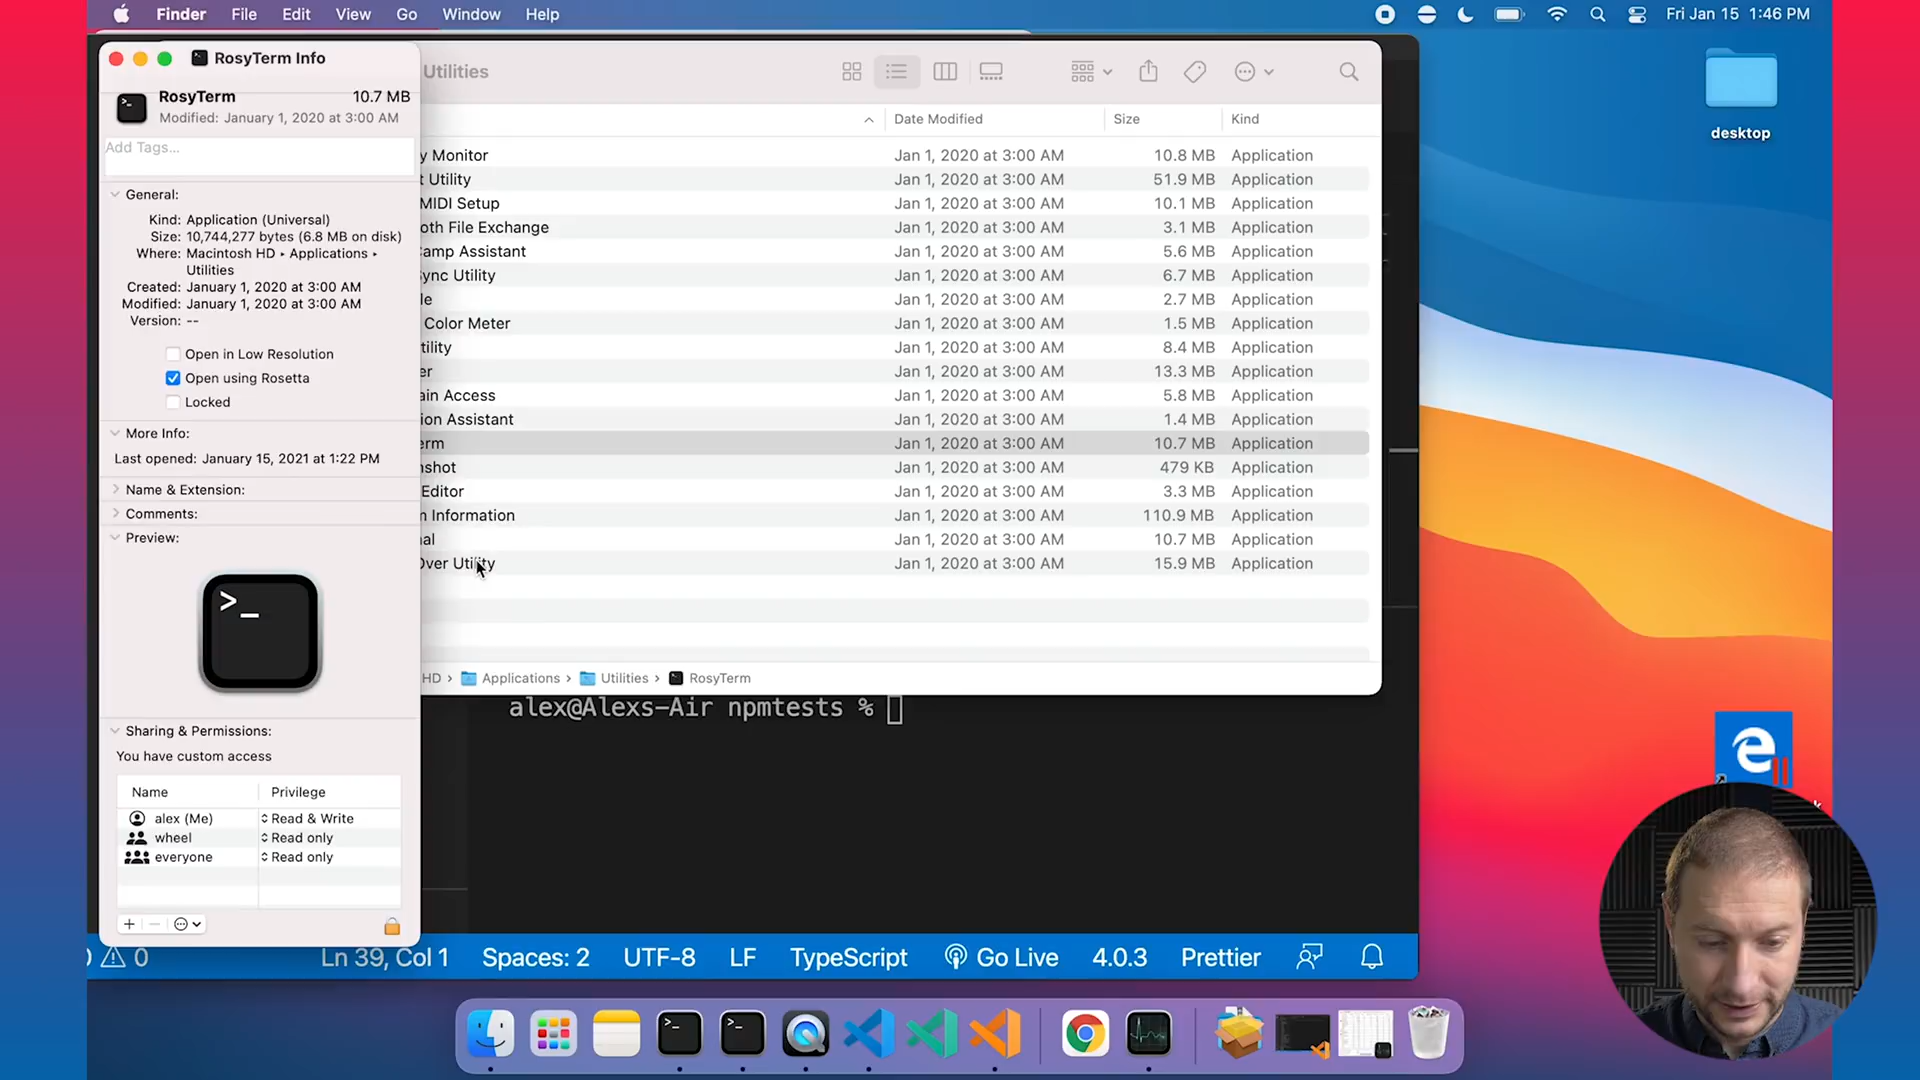 Finder File Edit View Go Window Help
Fri Jan 15 1:46 PM
RosyTerm Info
RosyTerm 10.7 MB
Modified: January 1, 2020 at 3:00 AM
Add Tags...
General:
Kind: Application (Universal)
Size: 10,744,277 bytes (6.8 MB on disk)
Where: Macintosh HD ▸ Applications ▸
Utilities
Created: January 1, 2020 at 3:00 AM
Modified: January 1, 2020 at 3:00 AM
Version: --
Open in Low Resolution
Open using Rosetta
Locked
More Info:
Last opened: January 15, 2021 at 1:22 PM
Name & Extension:
Comments:
Preview:
>_
Sharing & Permissions:
You have custom access
Name Privilege
alex (Me) Read & Write
wheel Read only
everyone Read only
Utilities
Date Modified Size Kind
y Monitor Jan 1, 2020 at 3:00 AM 10.8 MB Application
t Utility Jan 1, 2020 at 3:00 AM 51.9 MB Application
MIDI Setup Jan 1, 2020 at 3:00 AM 10.1 MB Application
oth File Exchange Jan 1, 2020 at 3:00 AM 3.1 MB Application
amp Assistant Jan 1, 2020 at 3:00 AM 5.6 MB Application
ync Utility Jan 1, 2020 at 3:00 AM 6.7 MB Application
le Jan 1, 2020 at 3:00 AM 2.7 MB Application
Color Meter Jan 1, 2020 at 3:00 AM 1.5 MB Application
tility Jan 1, 2020 at 3:00 AM 8.4 MB Application
er Jan 1, 2020 at 3:00 AM 13.3 MB Application
ain Access Jan 1, 2020 at 3:00 AM 5.8 MB Application
ion Assistant Jan 1, 2020 at 3:00 AM 1.4 MB Application
erm Jan 1, 2020 at 3:00 AM 10.7 MB Application
nshot Jan 1, 2020 at 3:00 AM 479 KB Application
Editor Jan 1, 2020 at 3:00 AM 3.3 MB Application
n Information Jan 1, 2020 at 3:00 AM 110.9 MB Application
nal Jan 1, 2020 at 3:00 AM 10.7 MB Application
Over Utility Jan 1, 2020 at 3:00 AM 15.9 MB Application
HD › Applications › Utilities › RosyTerm
alex@Alexs-Air npmtests %
0 Ln 39, Col 1 Spaces: 2 UTF-8 LF TypeScript Go Live 4.0.3 Prettier
desktop